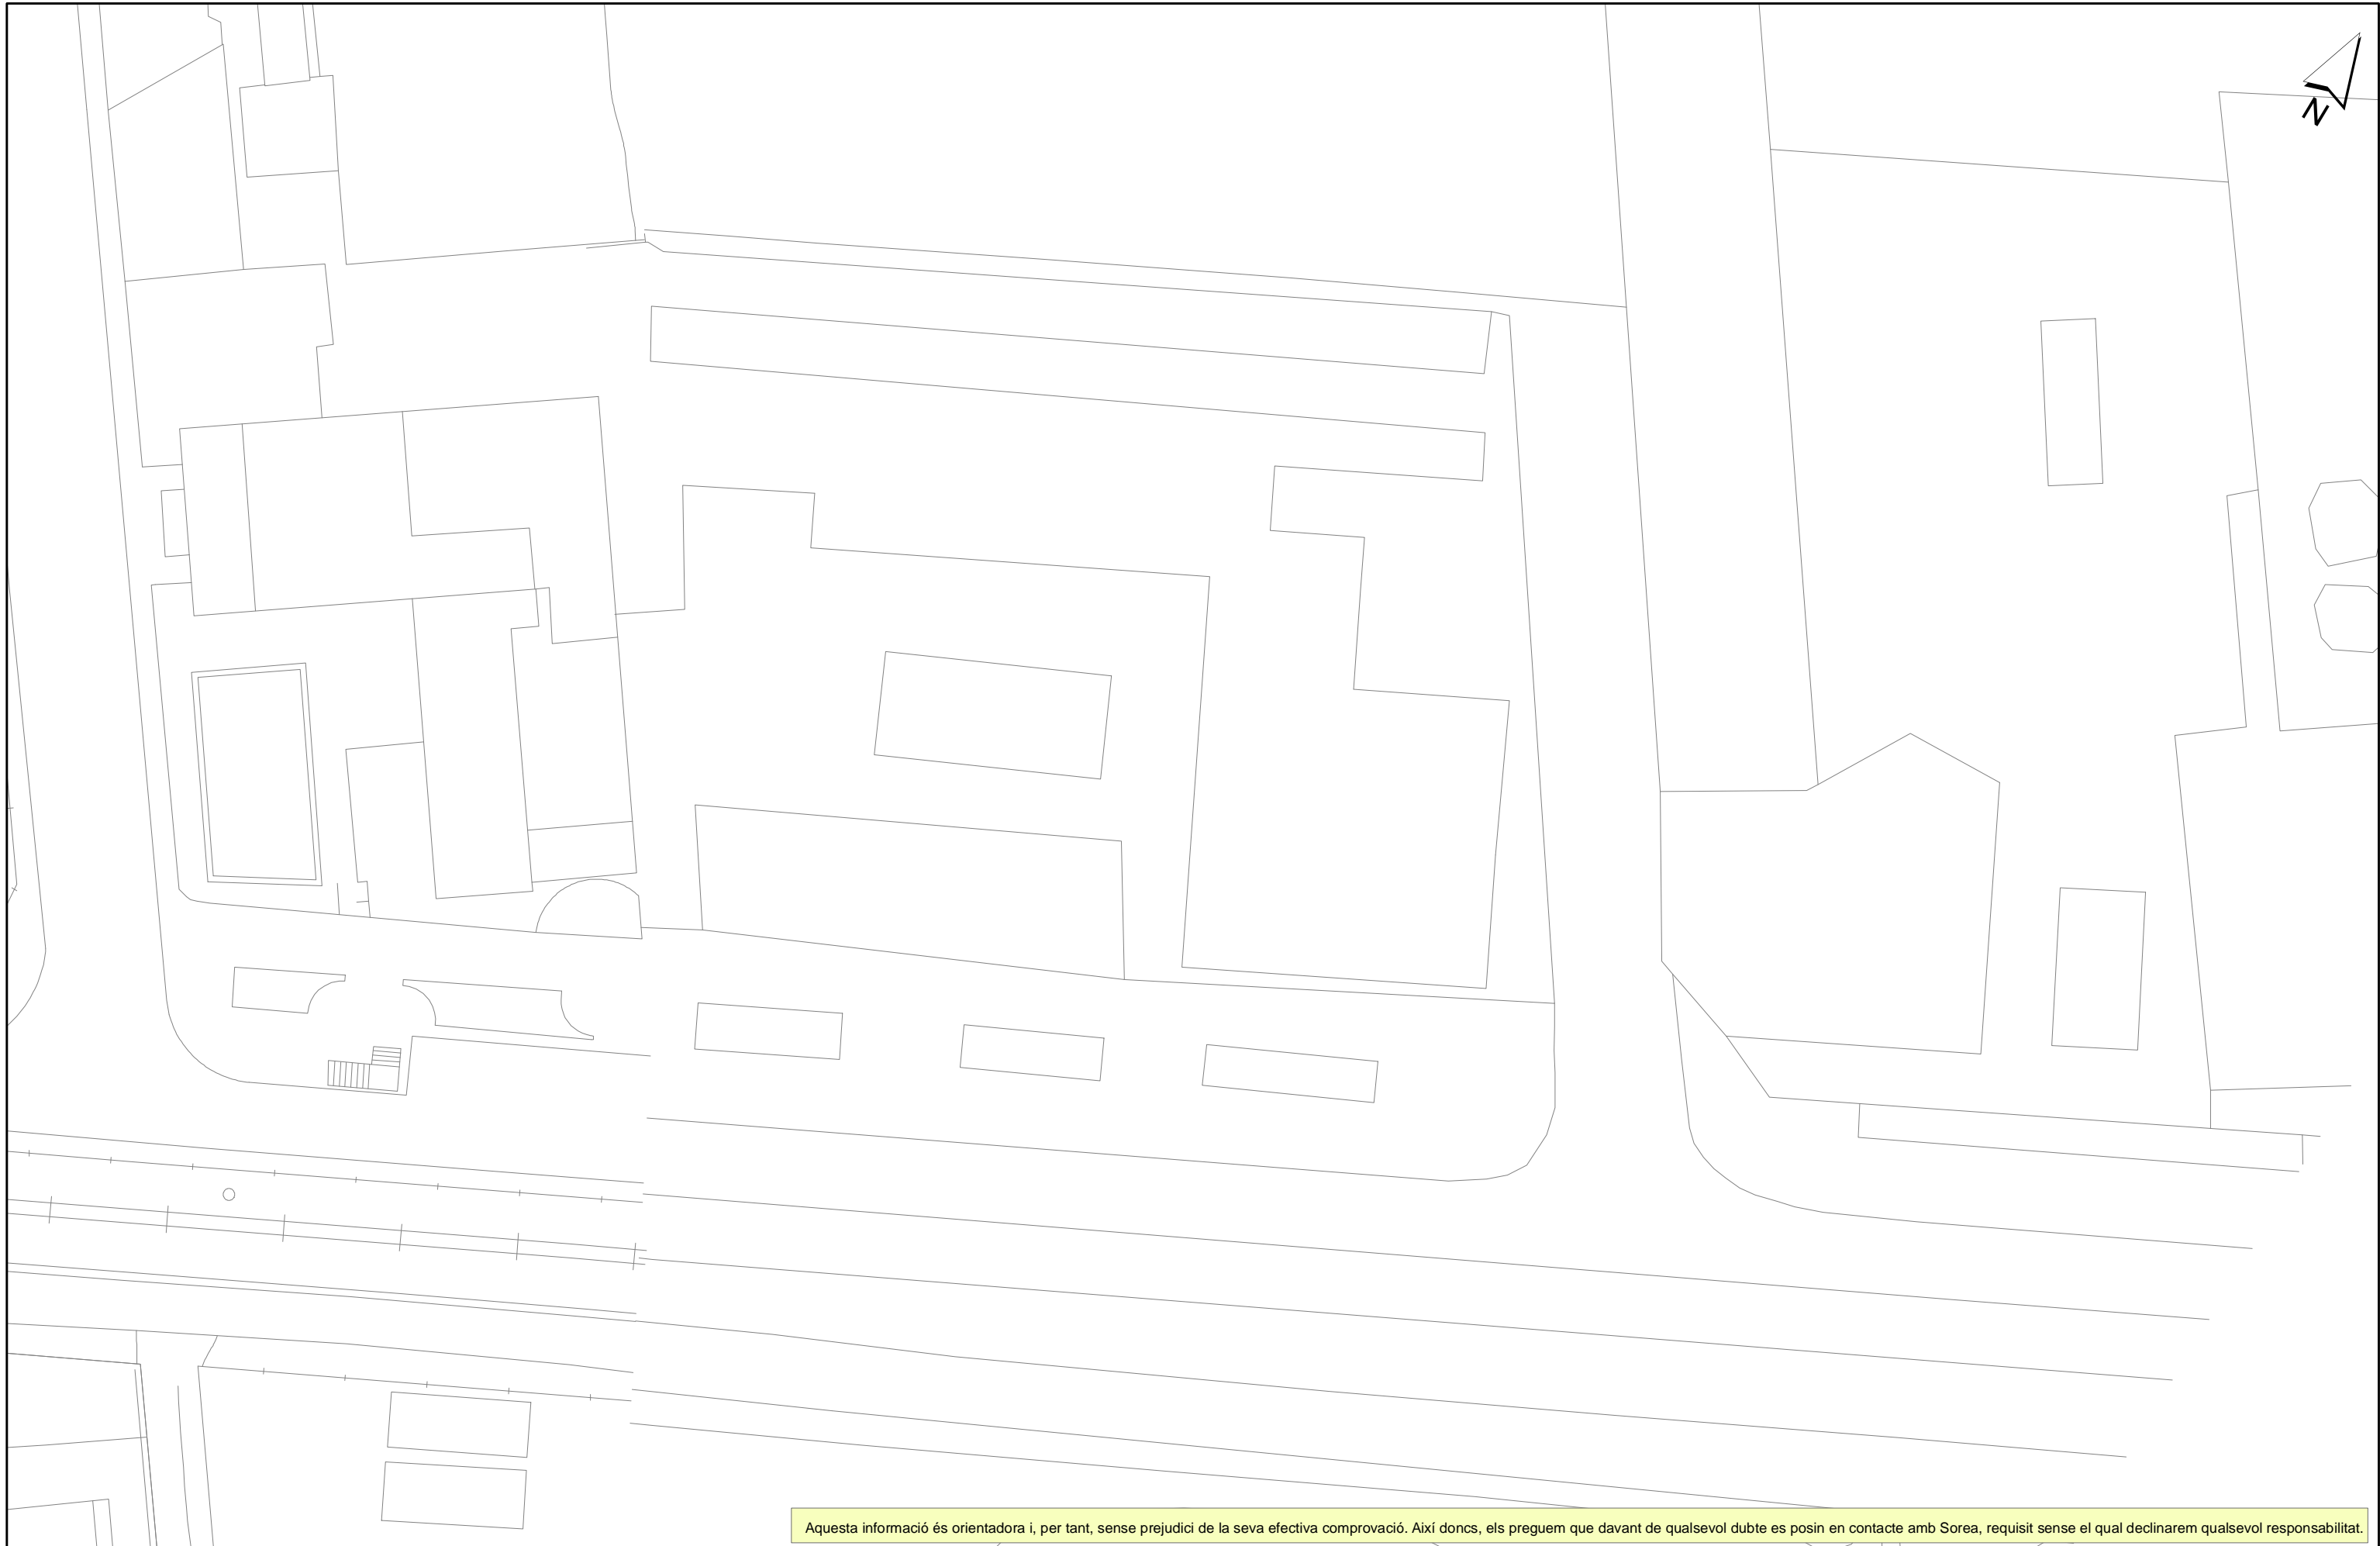 N
Aquesta informació és orientadora i, per tant, sense prejudici de la seva efectiva comprovació. Així doncs, els preguem que davant de qualsevol dubte es posin en contacte amb Sorea, requisit sense el qual declinarem qualsevol responsabilitat.